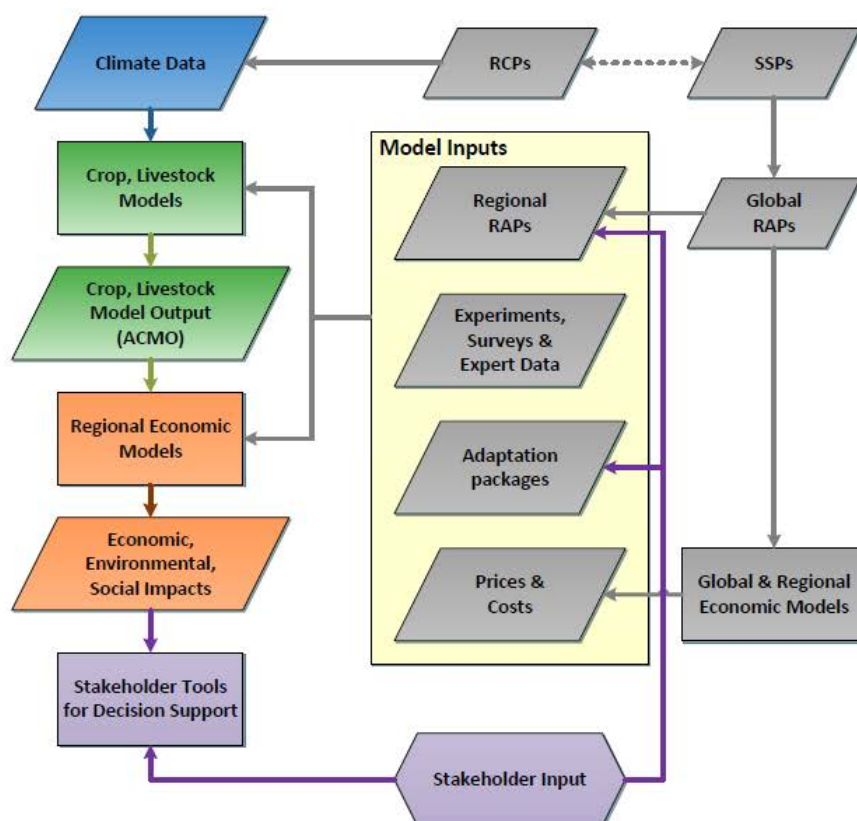 Climate Data
RCPs
SSPs
Model Inputs
Crop, Livestock
Models
Regional
RAPs
Global
RAPs
Crop, Livestock
Model Output
(ACMO)
Experiments,
Surveys &
Expert Data
Regional Economic
Models
Adaptation
packages
Economic,
Environmental,
Social Impacts
Prices &
Costs
Global & Regional
Economic Models
Stakeholder Tools
for Decision Support
Stakeholder Input